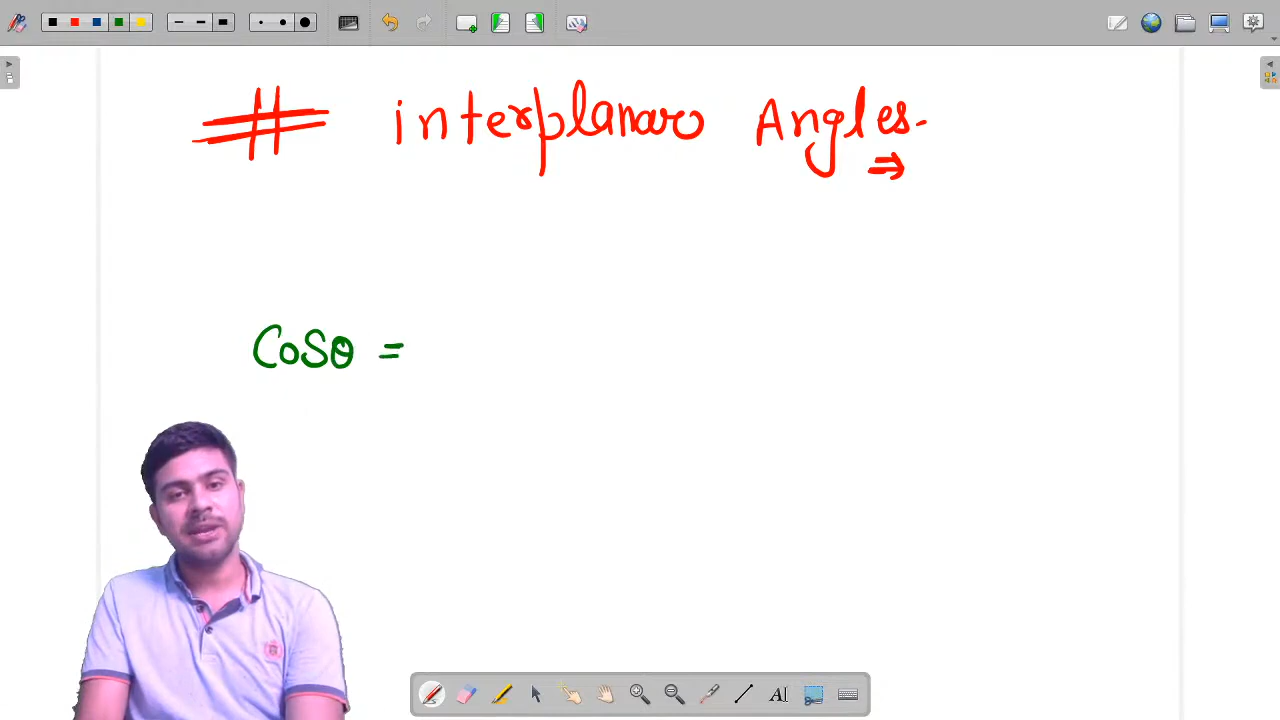 # interplanar Angles.
⇒
Cosθ =